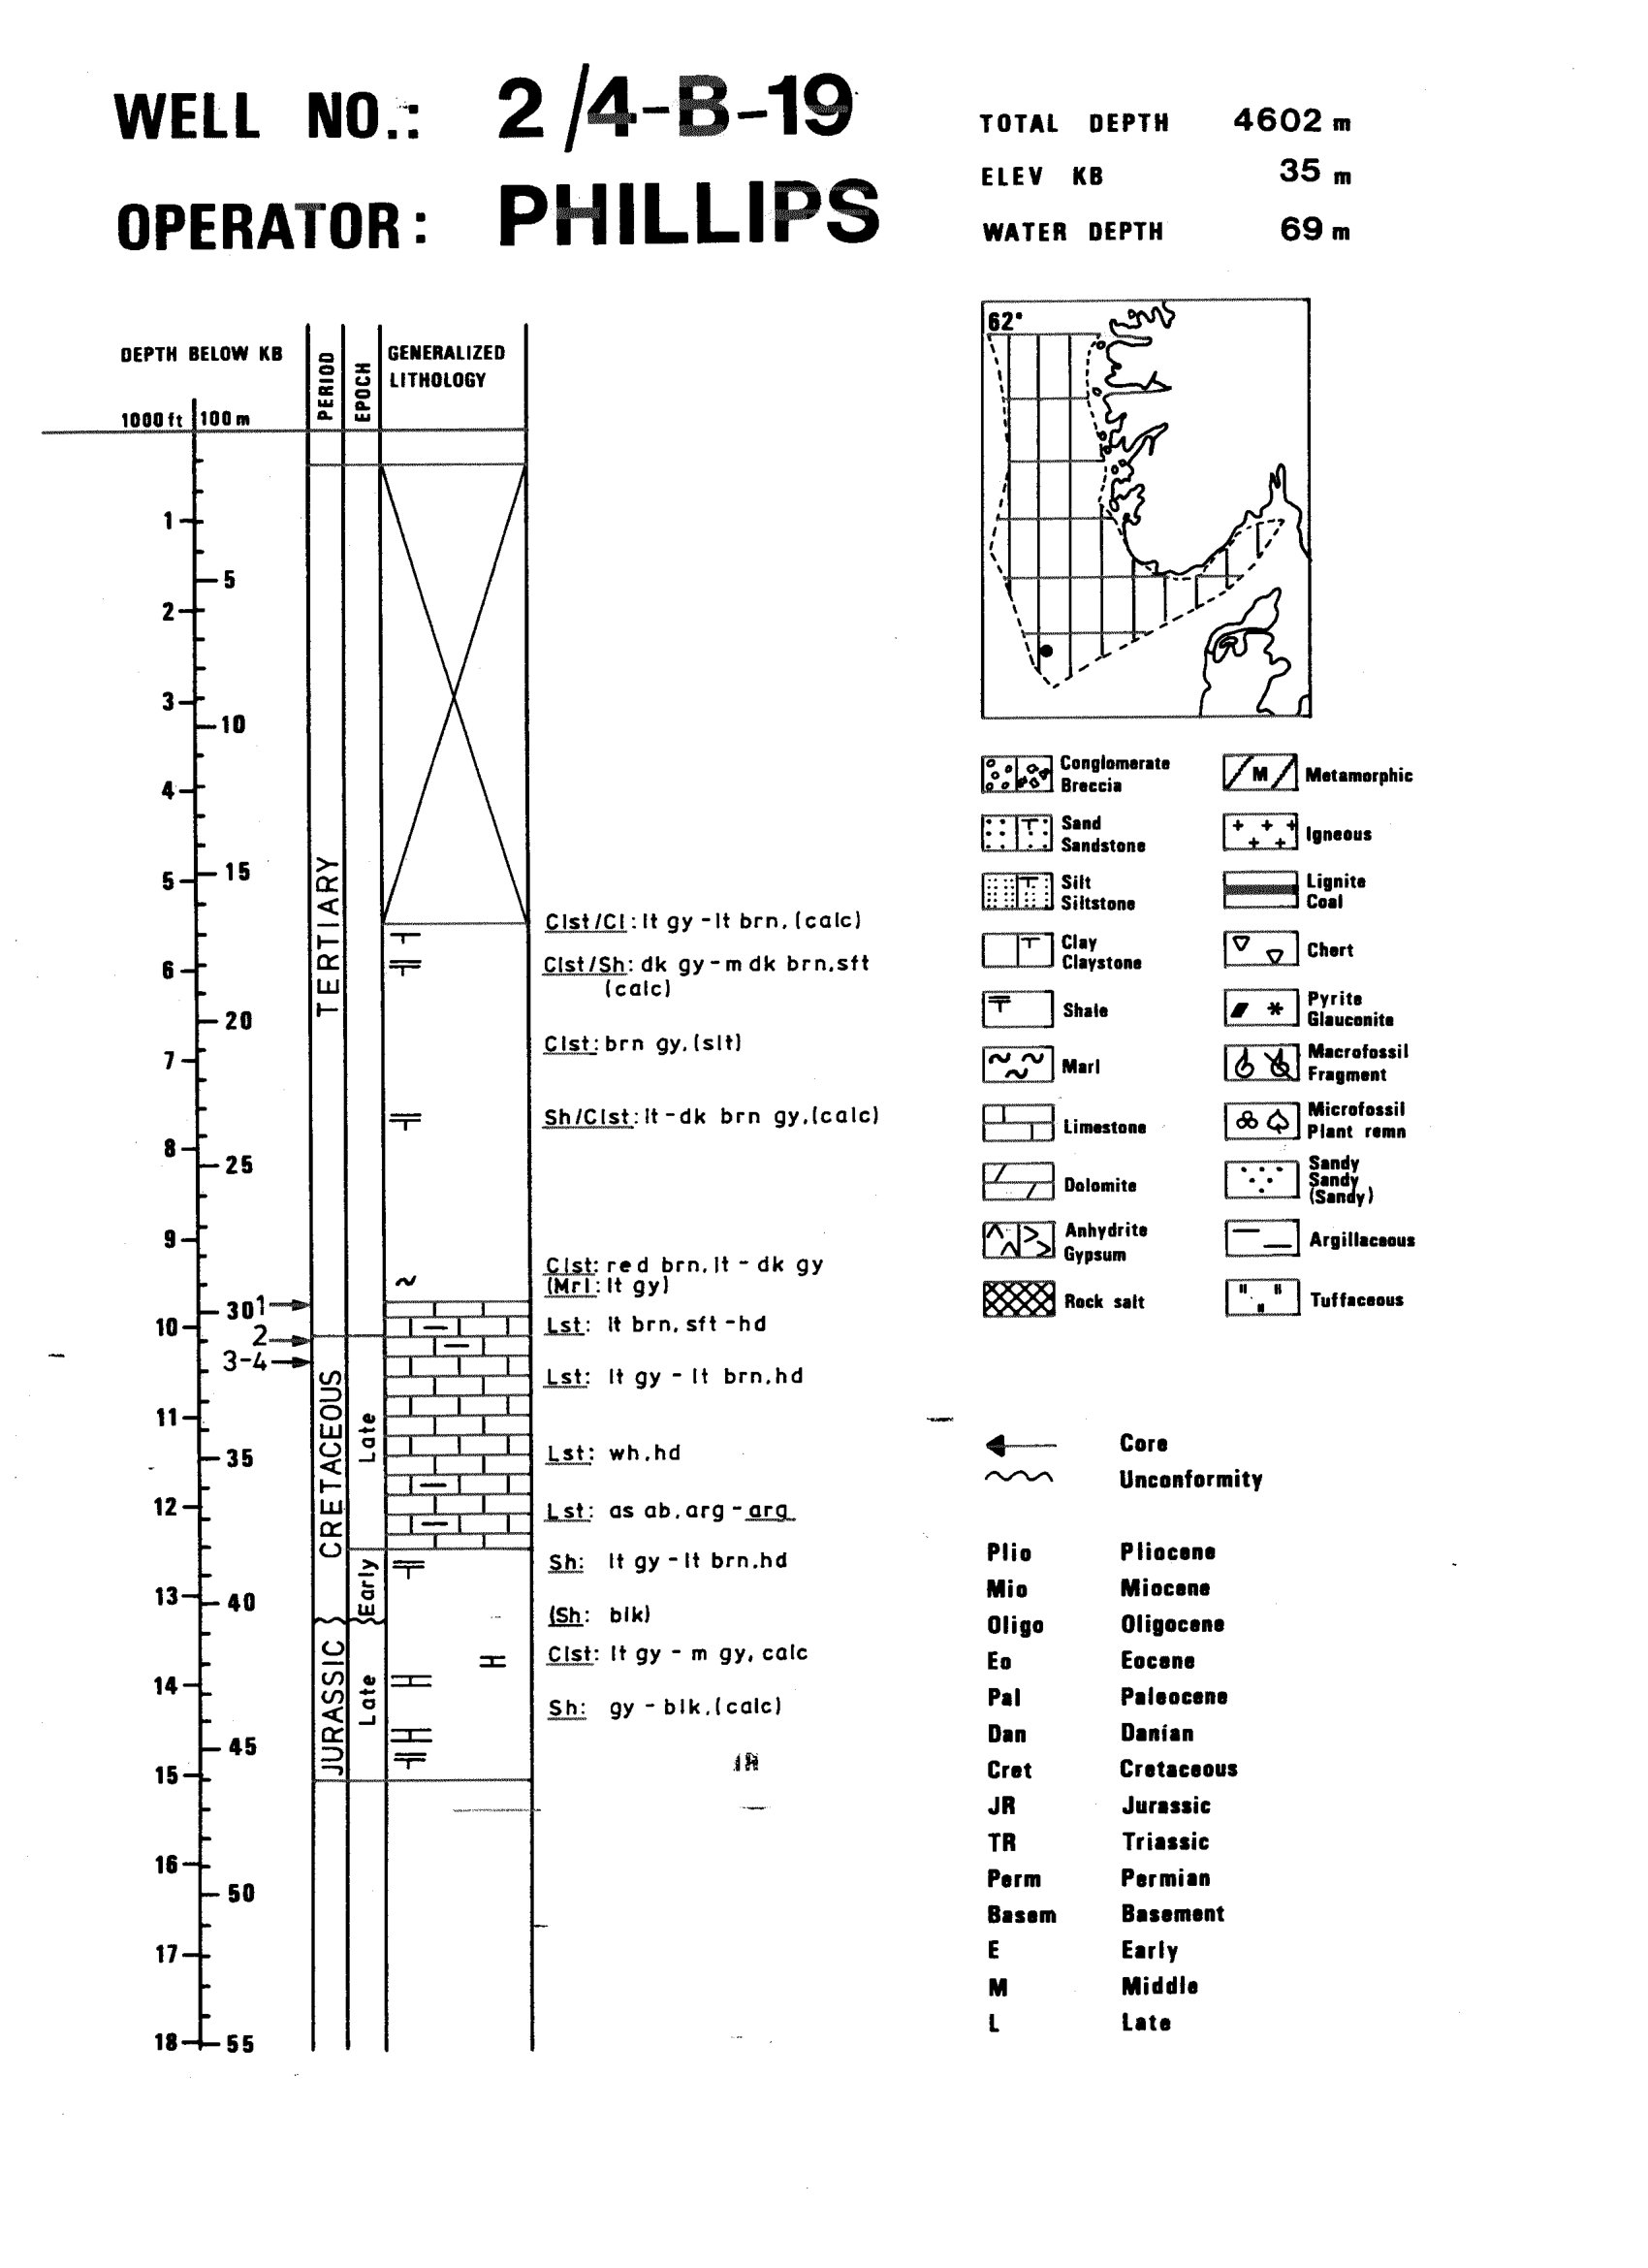 WELL NO.: 2/4-B-19
OPERATOR: PHILLIPS
TOTAL DEPTH 4602 m
ELEV KB 35 m
WATER DEPTH 69 m
DEPTH BELOW KB
1000 ft 100 m
PERIOD
EPOCH
GENERALIZED
LITHOLOGY
1
5
2
3
10
4
5
15
6
20
7
8
25
9
30
10
11
35
12
13
40
14
45
15
16
50
17
18
55
1
2
3-4
TERTIARY
CRETACEOUS
JURASSIC
Late
Early
Late
Clst/Cl: lt gy - lt brn, (calc)
Clst/Sh: dk gy - m dk brn, sft
(calc)
Clst: brn gy, (slt)
Sh/Clst: lt - dk brn gy, (calc)
Clst: red brn, lt - dk gy
(Mrl: lt gy)
Lst: lt brn, sft - hd
Lst: lt gy - lt brn, hd
Lst: wh, hd
Lst: as ab, arg - arg
Sh: lt gy - lt brn, hd
(Sh: blk)
Clst: lt gy - m gy, calc
Sh: gy - blk, (calc)
62°
Conglomerate
Breccia
M
Metamorphic
Sand
Sandstone
Igneous
Silt
Siltstone
Lignite
Coal
Clay
Claystone
Chert
Shale
Pyrite
Glauconite
Marl
Macrofossil
Fragment
Limestone
Microfossil
Plant remn
Dolomite
Sandy
Sandy
(Sandy)
Anhydrite
Gypsum
Argillaceous
Rock salt
Tuffaceous
Core
Unconformity
Plio Pliocene
Mio Miocene
Oligo Oligocene
Eo Eocene
Pal Paleocene
Dan Danian
Cret Cretaceous
JR Jurassic
TR Triassic
Perm Permian
Basem Basement
E Early
M Middle
L Late